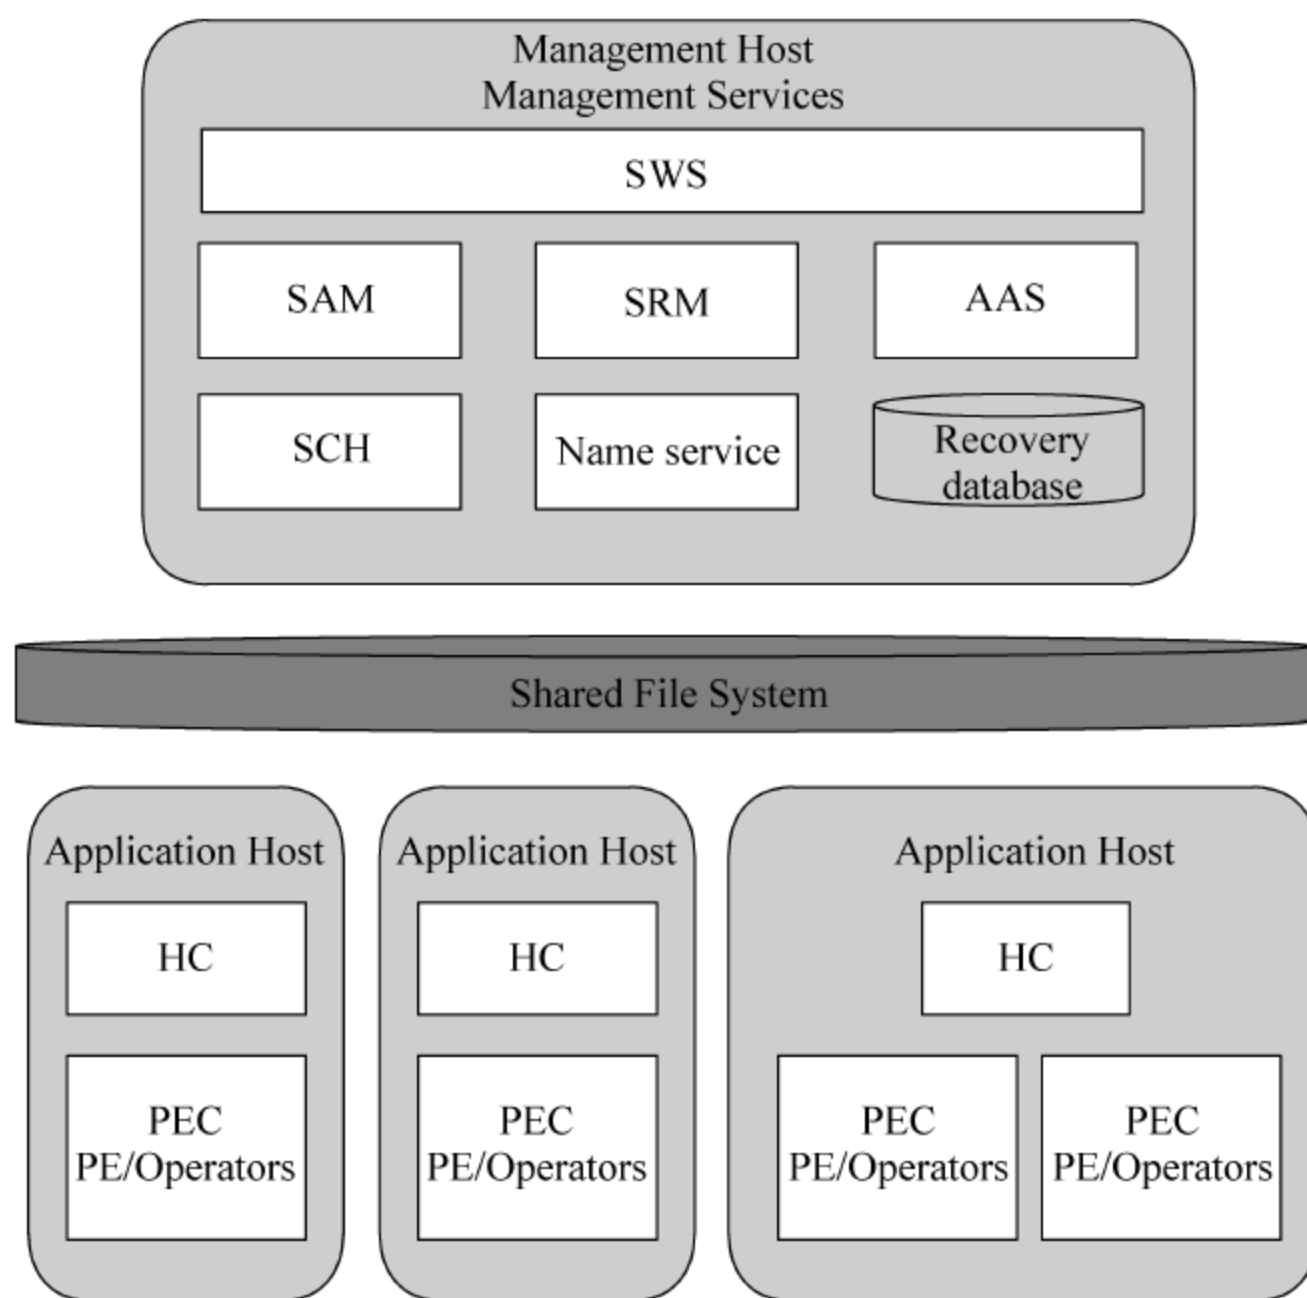 Management Host
Management Services
SWS
SAM
SRM
AAS
SCH
Name service
Recovery
database
Shared File System
Application Host
HC
PEC
PE/Operators
Application Host
HC
PEC
PE/Operators
Application Host
HC
PEC
PE/Operators
PEC
PE/Operators